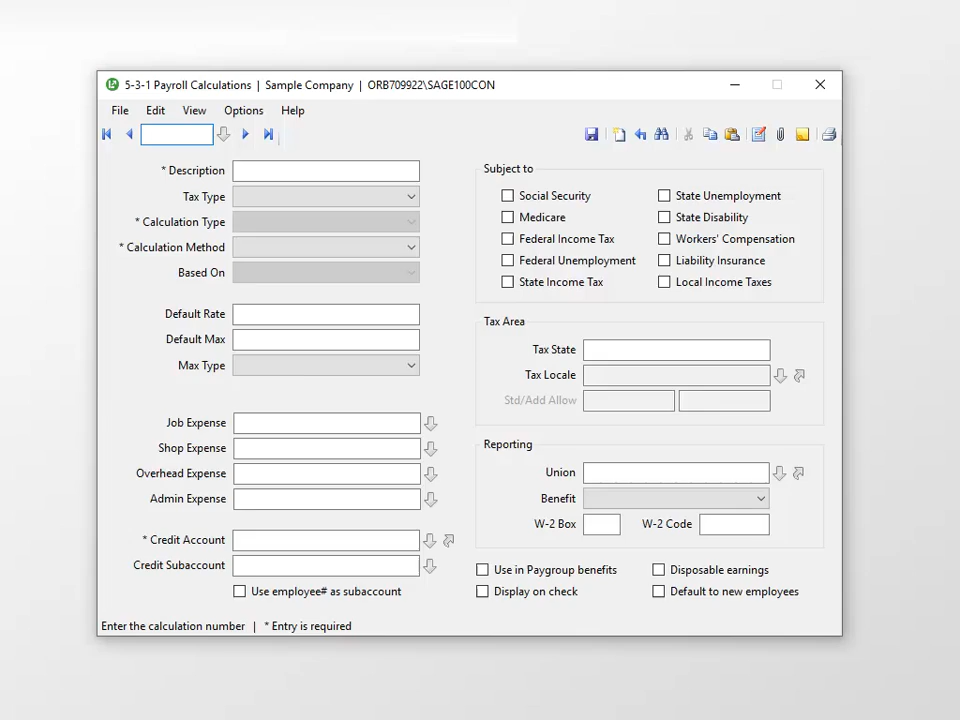 5-3-1 Payroll Calculations | Sample Company | ORB709922\SAGE100CON
File Edit View Options Help
* Description
Tax Type
* Calculation Type
* Calculation Method
Based On
Default Rate
Default Max
Max Type
Job Expense
Shop Expense
Overhead Expense
Admin Expense
* Credit Account
Credit Subaccount
Use employee# as subaccount
Subject to
Social Security State Unemployment
Medicare State Disability
Federal Income Tax Workers' Compensation
Federal Unemployment Liability Insurance
State Income Tax Local Income Taxes
Tax Area
Tax State
Tax Locale
Std/Add Allow
Reporting
Union
Benefit
W-2 Box W-2 Code
Use in Paygroup benefits Disposable earnings
Display on check Default to new employees
Enter the calculation number | * Entry is required